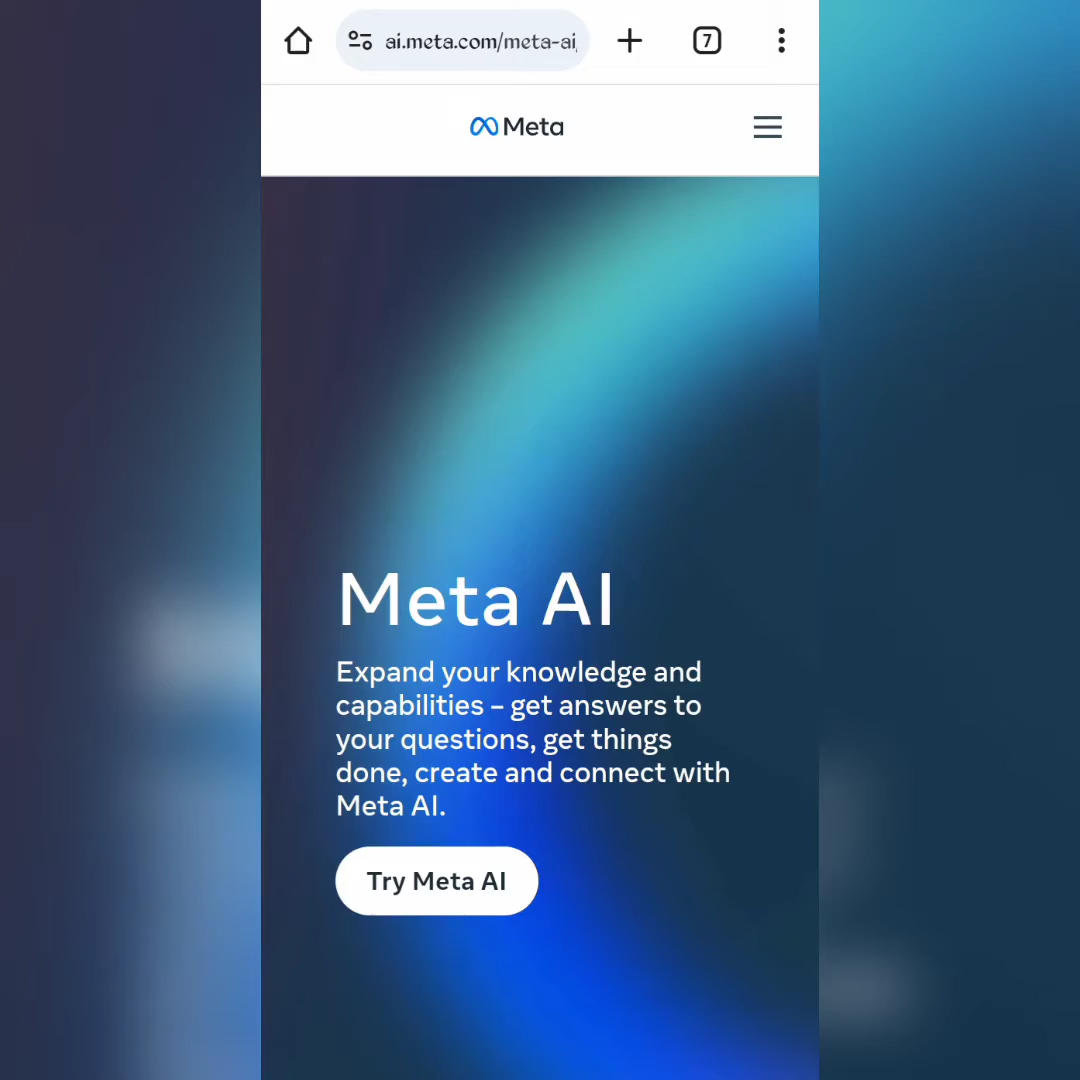 ai.meta.com/meta-ai
7
Meta
Meta AI
Expand your knowledge and
capabilities – get answers to
your questions, get things
done, create and connect with
Meta AI.
Try Meta AI